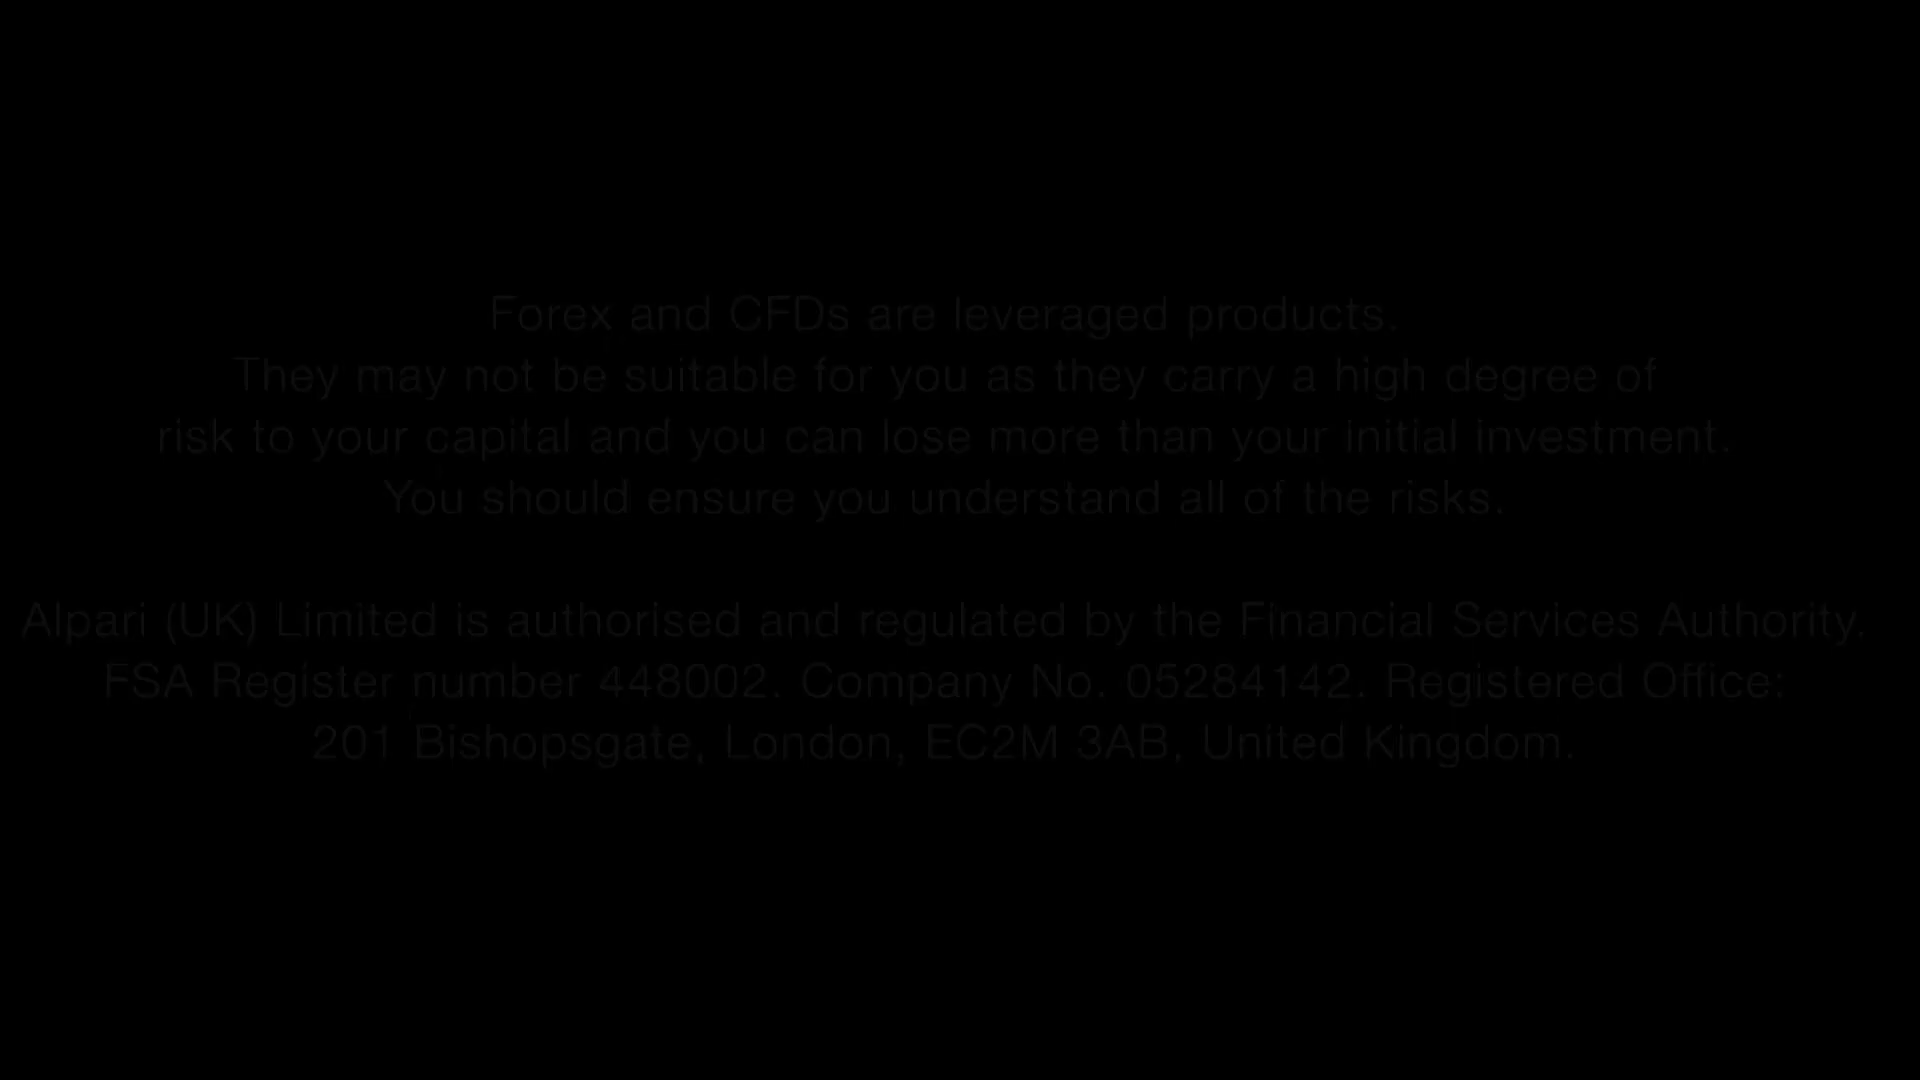 Forex and CFDs are leveraged products.
They may not be suitable for you as they carry a high degree of
risk to your capital and you can lose more than your initial investment.
You should ensure you understand all of the risks.
Alpari (UK) Limited is authorised and regulated by the Financial Services Authority.
FSA Register number 448002. Company No. 05284142. Registered Office:
201 Bishopsgate, London, EC2M 3AB, United Kingdom.